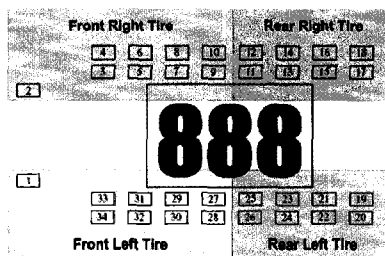 Front Right Tire Rear Right Tire
4 6 8 10 12 14 16 18
3 5 7 9 11 13 15 17
2
888
1
33 31 29 27 25 23 21 19
34 32 30 28 26 24 22 20
Front Left Tire Rear Left Tire